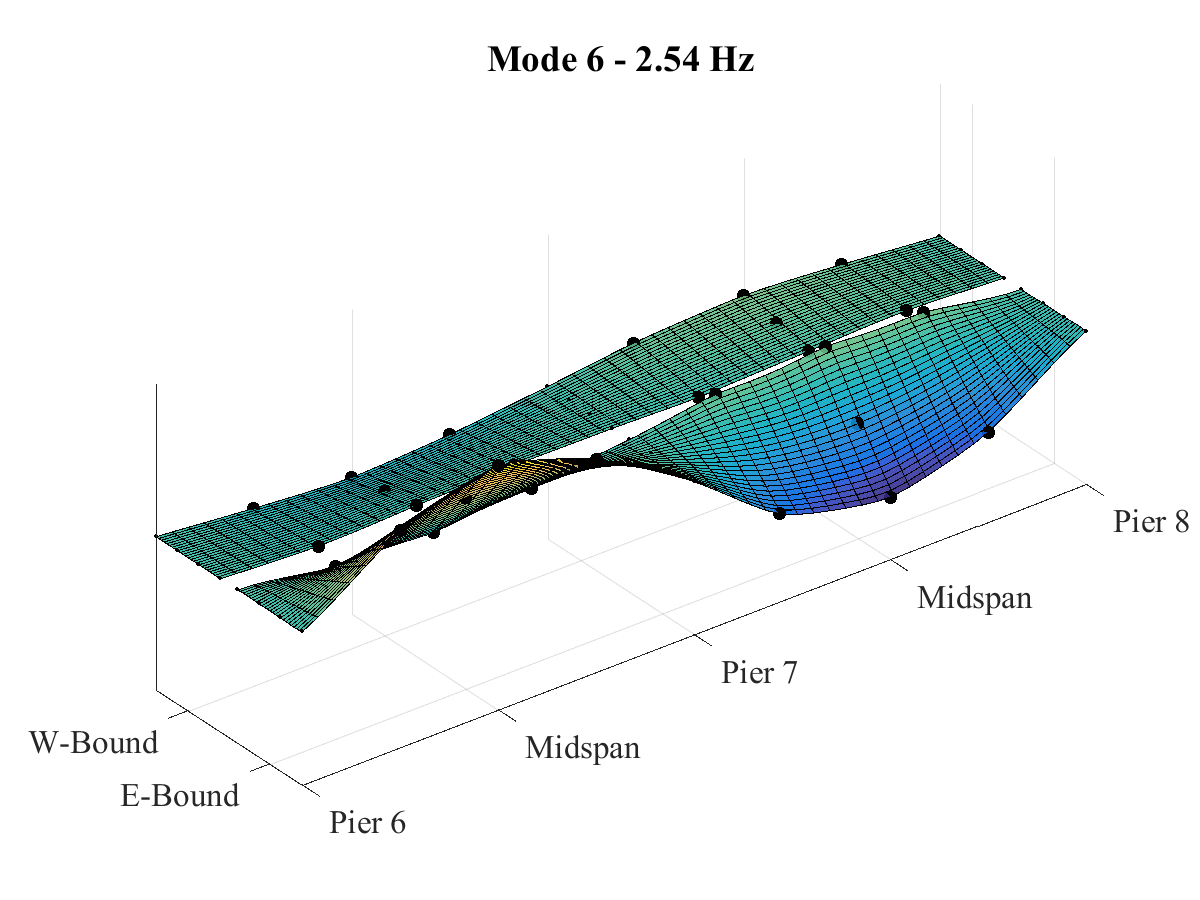 Mode 6 - 2.54 Hz
Pier 8
Midspan
Pier 7
W-Bound
Midspan
E-Bound
Pier 6